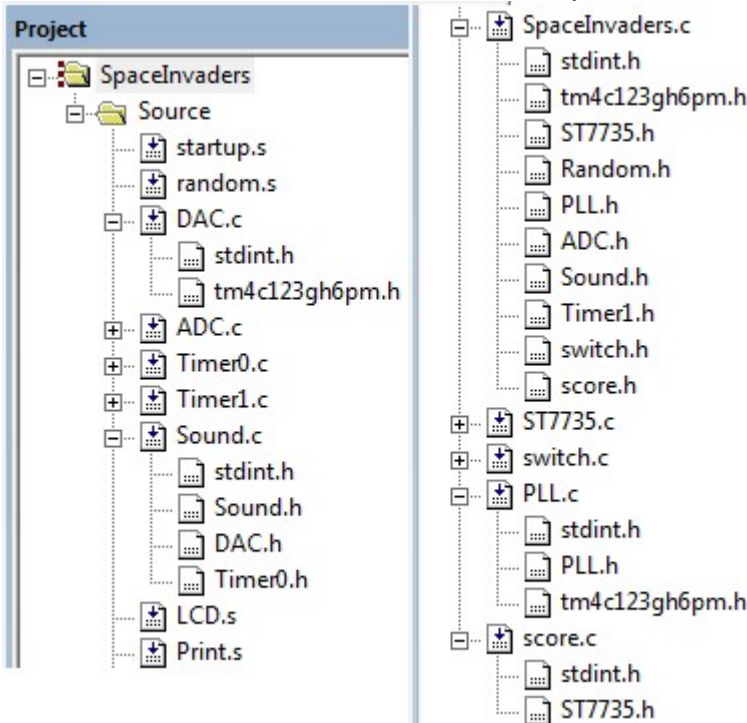 Project
SpaceInvaders
Source
startup.s
random.s
DAC.c
stdint.h
tm4c123gh6pm.h
ADC.c
Timer0.c
Timer1.c
Sound.c
stdint.h
Sound.h
DAC.h
Timer0.h
LCD.s
Print.s
SpaceInvaders.c
stdint.h
tm4c123gh6pm.h
ST7735.h
Random.h
PLL.h
ADC.h
Sound.h
Timer1.h
switch.h
score.h
ST7735.c
switch.c
PLL.c
stdint.h
PLL.h
tm4c123gh6pm.h
score.c
stdint.h
ST7735.h